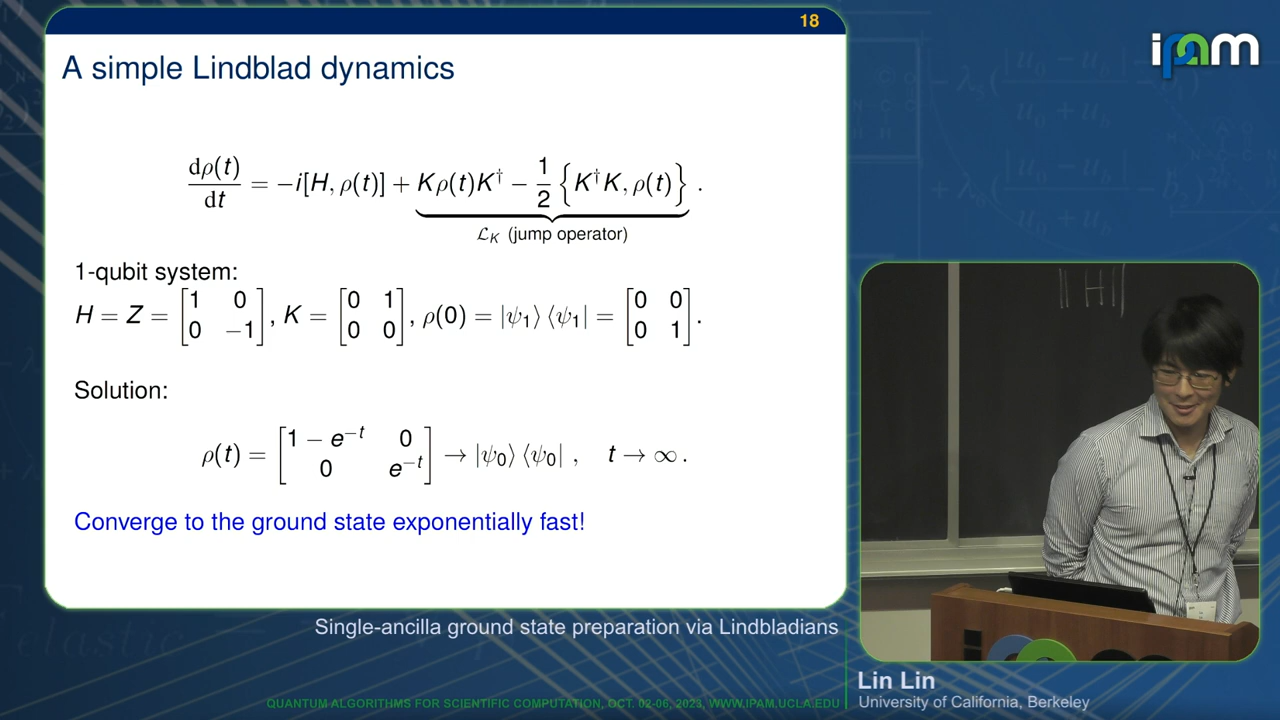 18
ipam
A simple Lindblad dynamics
dρ(t)/dt = −i[H, ρ(t)] + Kρ(t)K† − 1/2 {K†K, ρ(t)} .
ℒ_K (jump operator)
1-qubit system:
H = Z = [1 0; 0 −1], K = [0 1; 0 0], ρ(0) = |ψ₁⟩ ⟨ψ₁| = [0 0; 0 1].
Solution:
ρ(t) = [1 − e^{−t} 0; 0 e^{−t}] → |ψ₀⟩ ⟨ψ₀| , t → ∞ .
Converge to the ground state exponentially fast!
Single-ancilla ground state preparation via Lindbladians
Lin Lin
University of California, Berkeley
QUANTUM ALGORITHMS FOR SCIENTIFIC COMPUTATION, OCT. 02-06, 2023, WWW.IPAM.UCLA.EDU